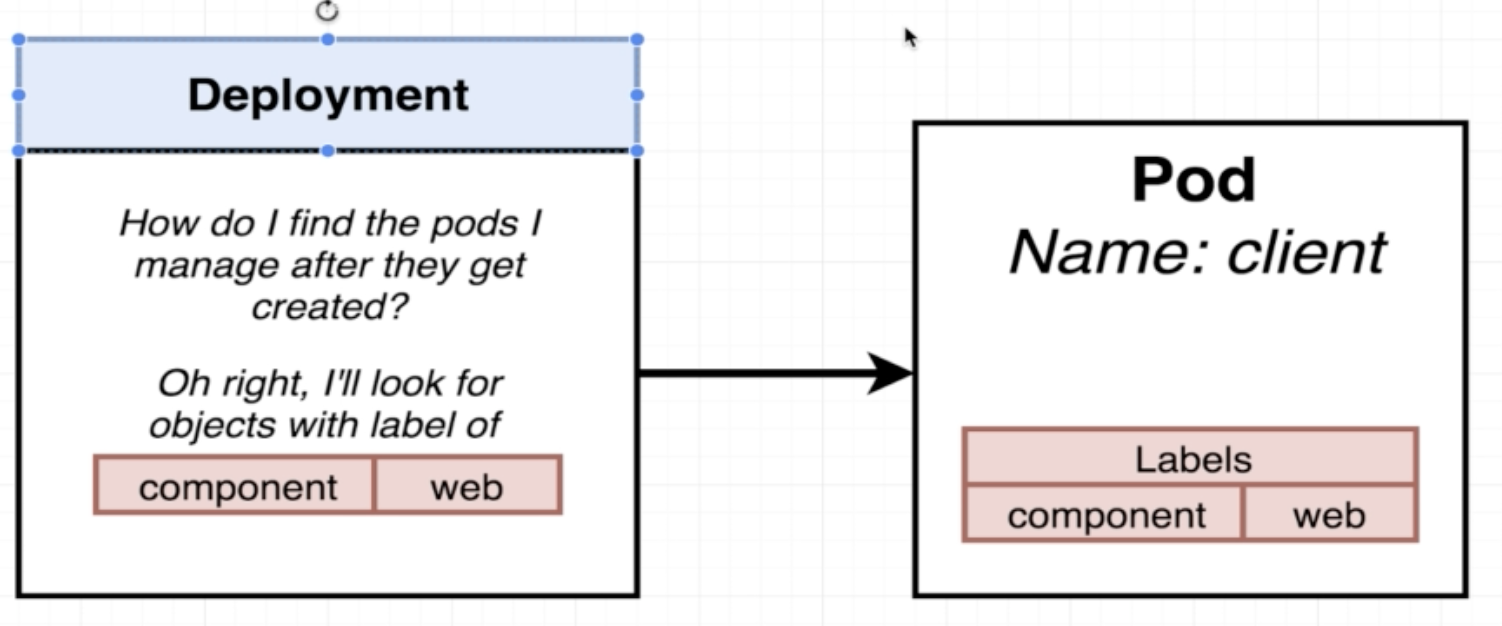 Deployment
How do I find the pods I
manage after they get
created?
Oh right, I'll look for
objects with label of
component web
Pod
Name: client
Labels
component web